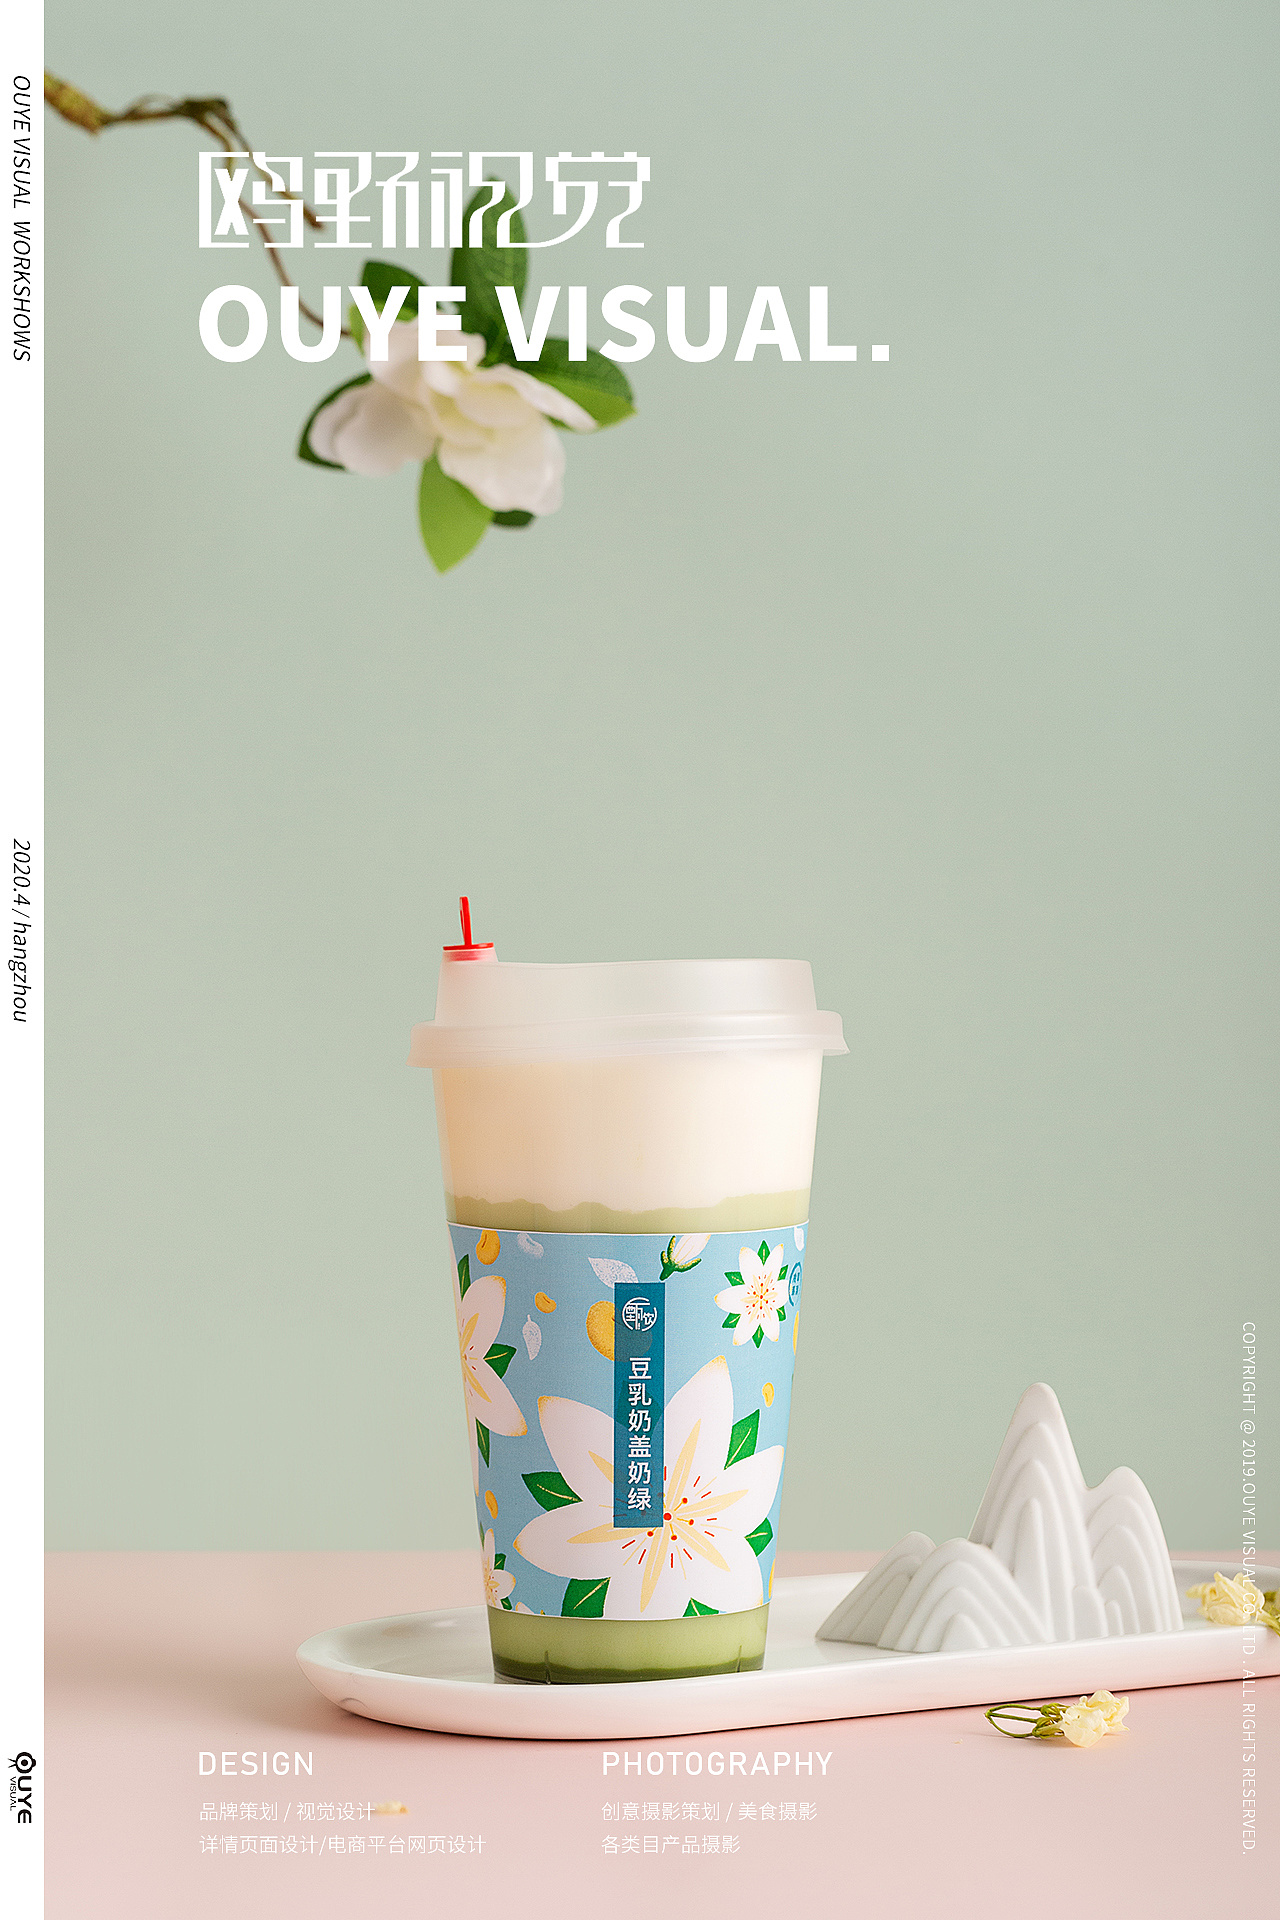 OUYE VISUAL WORKSHOWS
鸥野视觉
OUYE VISUAL.
2020.4 / hangzhou
甄饮
豆乳奶盖奶绿
COPYRIGHT @ 2019.OUYE VISUAL CO LTD . ALL RIGHTS RESERVED.
OUYE
VISUAL
DESIGN
品牌策划 / 视觉设计
详情页面设计/电商平台网页设计
PHOTOGRAPHY
创意摄影策划 / 美食摄影
各类目产品摄影